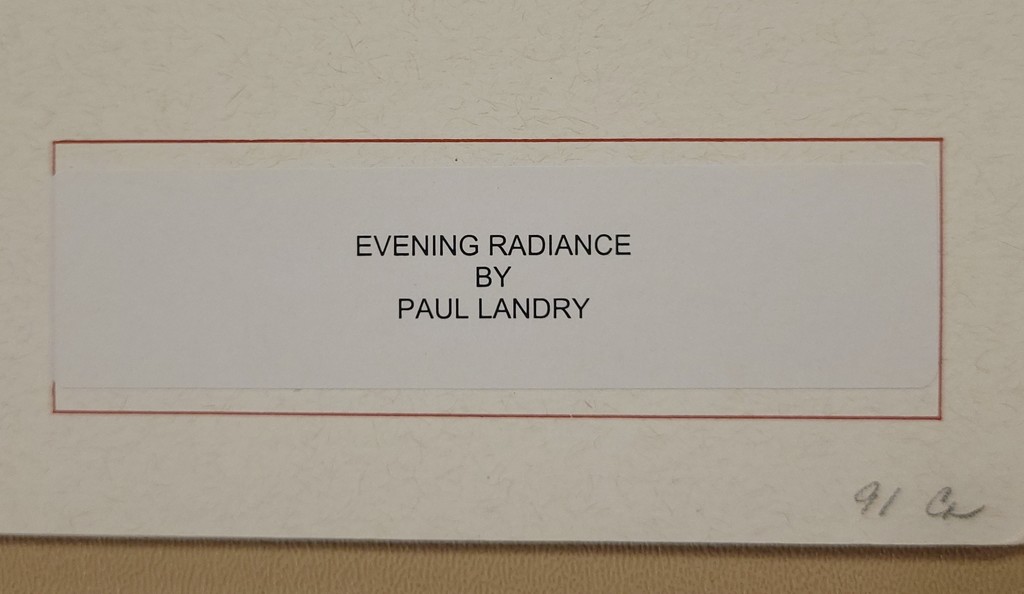 EVENING RADIANCE
BY
PAUL LANDRY
91